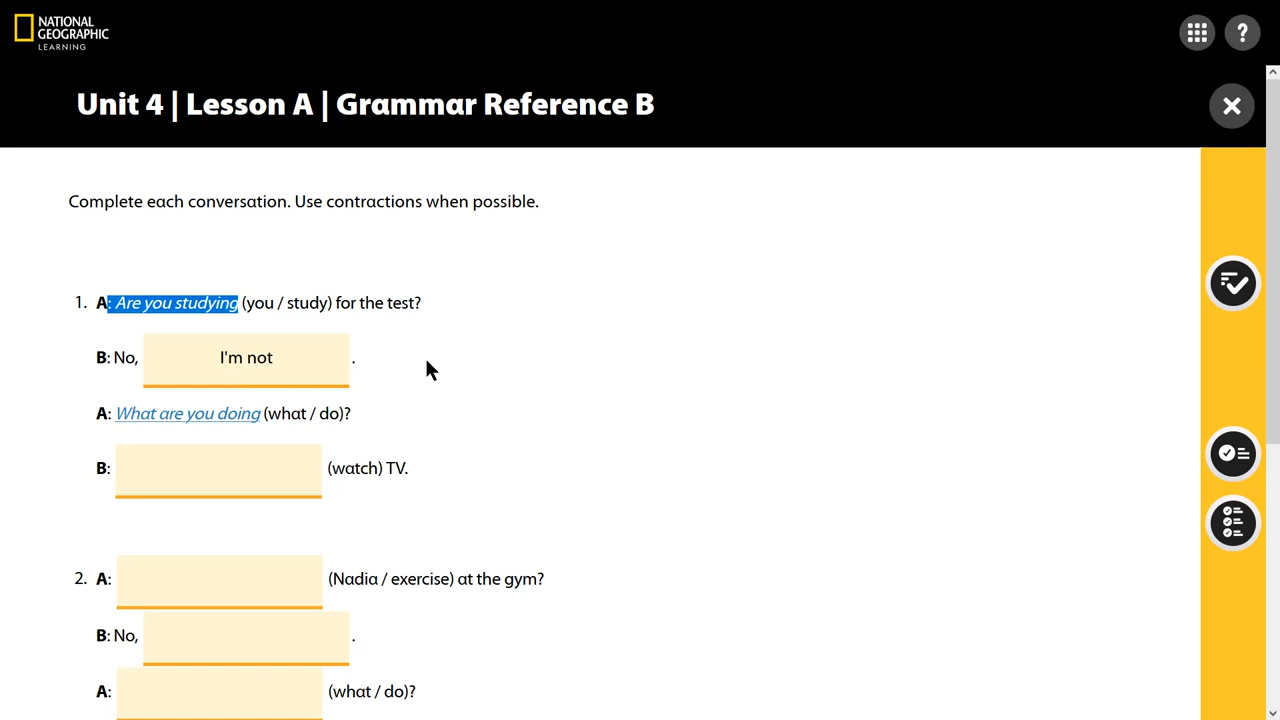 NATIONAL
GEOGRAPHIC
LEARNING
?
Unit 4 | Lesson A | Grammar Reference B
Complete each conversation. Use contractions when possible.
1. A: Are you studying (you / study) for the test?
B: No, I'm not .
A: What are you doing (what / do)?
B: (watch) TV.
2. A: (Nadia / exercise) at the gym?
B: No, .
A: (what / do)?